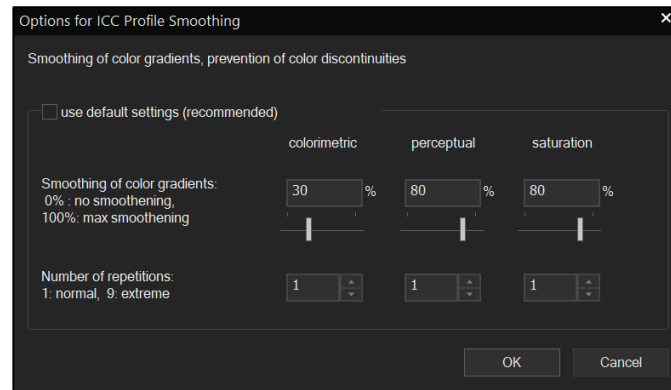 Options for ICC Profile Smoothing
Smoothing of color gradients, prevention of color discontinuities
use default settings (recommended)
colorimetric perceptual saturation
Smoothing of color gradients:
0% : no smoothening,
100%: max smoothening
30 % 80 % 80 %
Number of repetitions:
1: normal, 9: extreme
1 1 1
OK Cancel